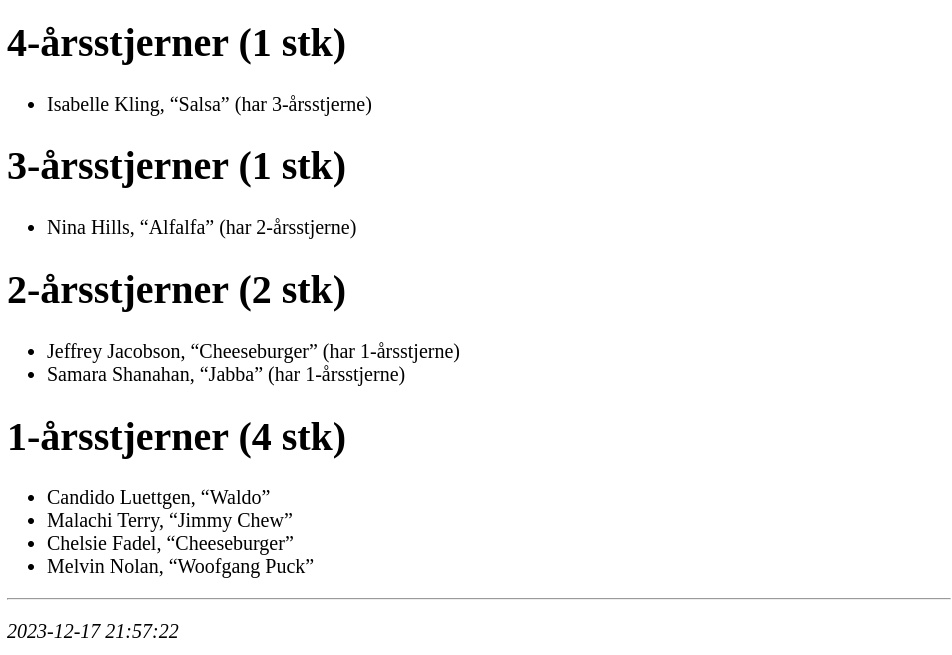 4-årsstjerner (1 stk)
• Isabelle Kling, “Salsa” (har 3-årsstjerne)
3-årsstjerner (1 stk)
• Nina Hills, “Alfalfa” (har 2-årsstjerne)
2-årsstjerner (2 stk)
• Jeffrey Jacobson, “Cheeseburger” (har 1-årsstjerne)
• Samara Shanahan, “Jabba” (har 1-årsstjerne)
1-årsstjerner (4 stk)
• Candido Luettgen, “Waldo”
• Malachi Terry, “Jimmy Chew”
• Chelsie Fadel, “Cheeseburger”
• Melvin Nolan, “Woofgang Puck”
2023-12-17 21:57:22